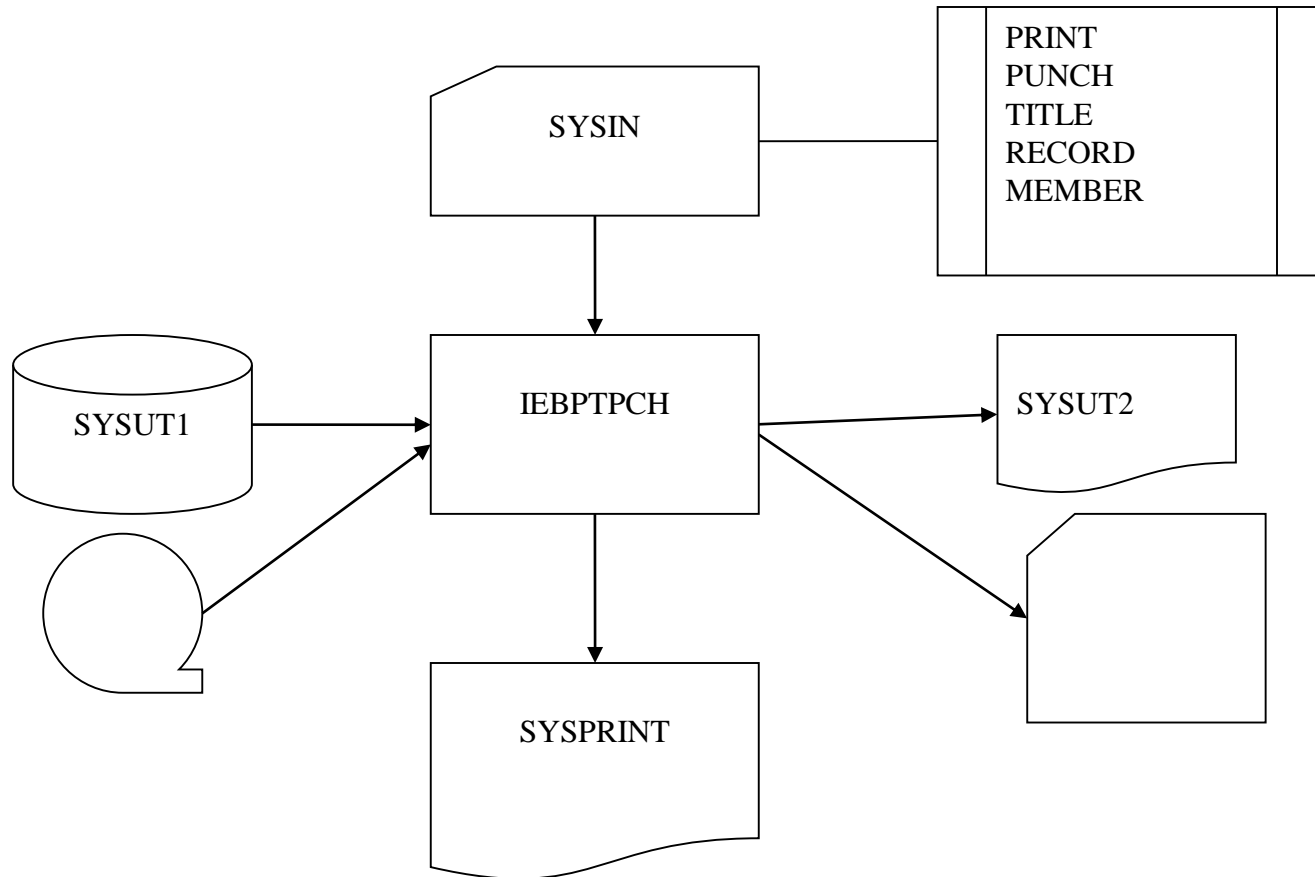 PRINT
PUNCH
TITLE
RECORD
MEMBER
SYSIN
SYSUT1
IEBPTPCH
SYSUT2
SYSPRINT